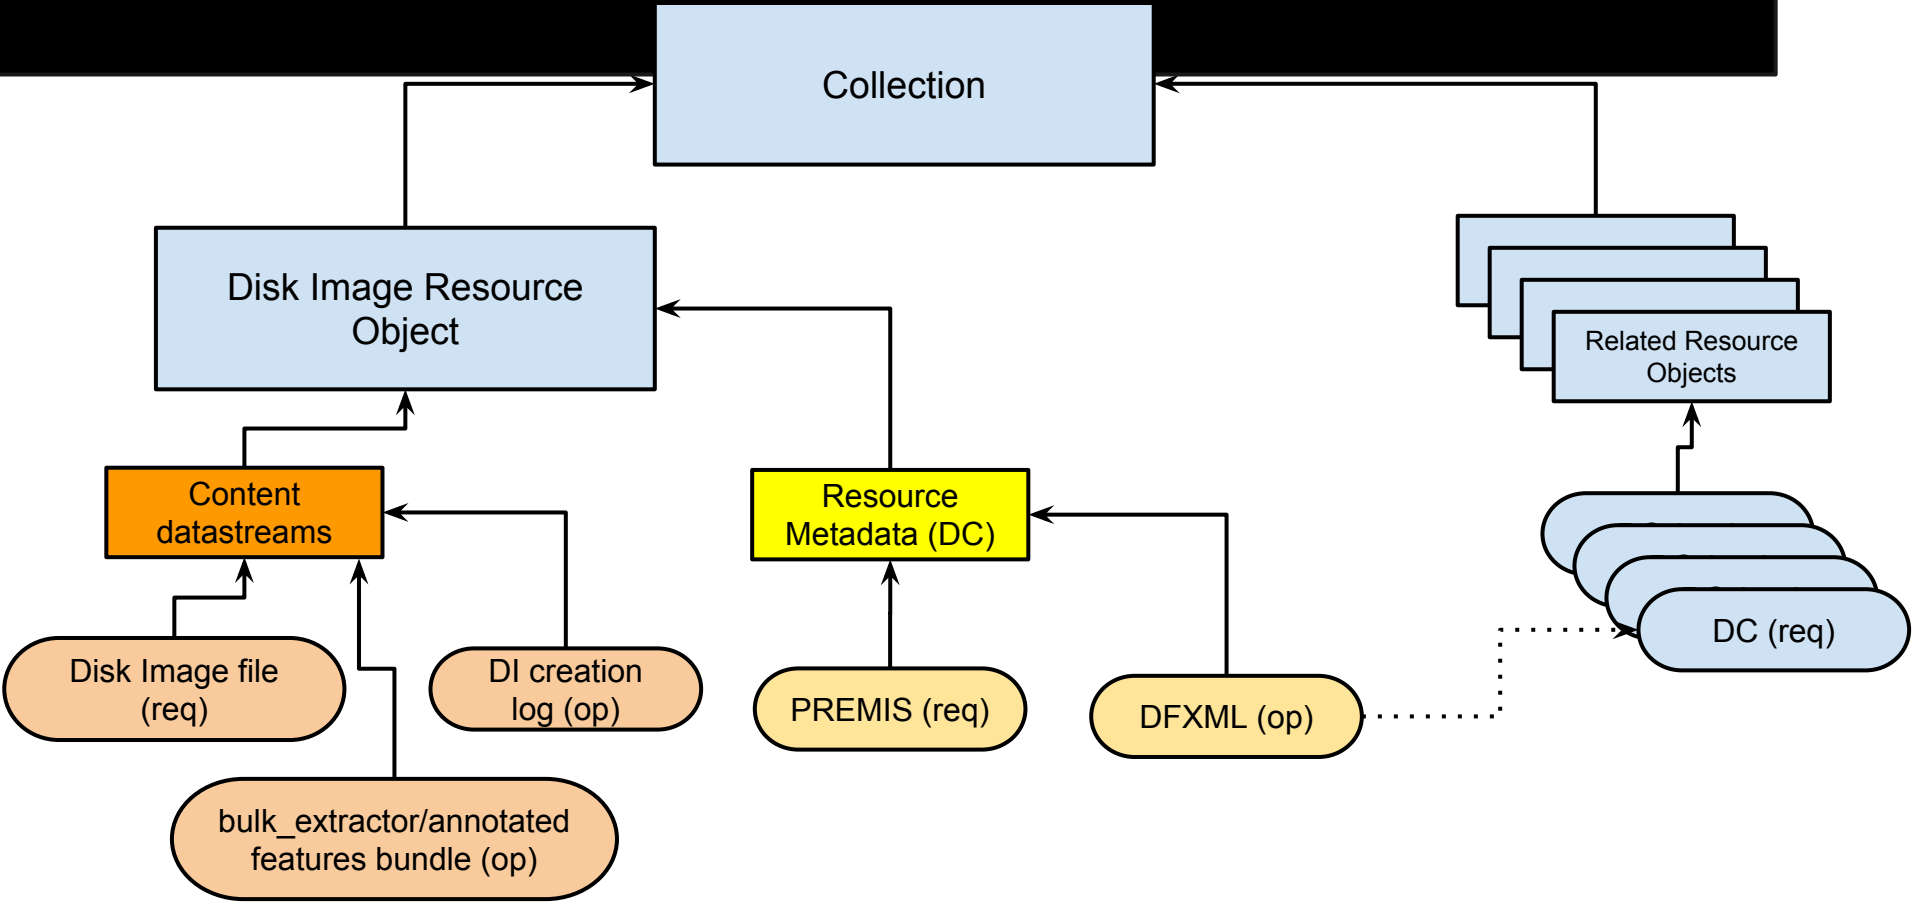 Collection
Disk Image Resource
Object
Related Resource
Objects
Content
datastreams
Resource
Metadata (DC)
DC (req)
Disk Image file
(req)
DI creation
log (op)
PREMIS (req)
DFXML (op)
bulk_extractor/annotated
features bundle (op)